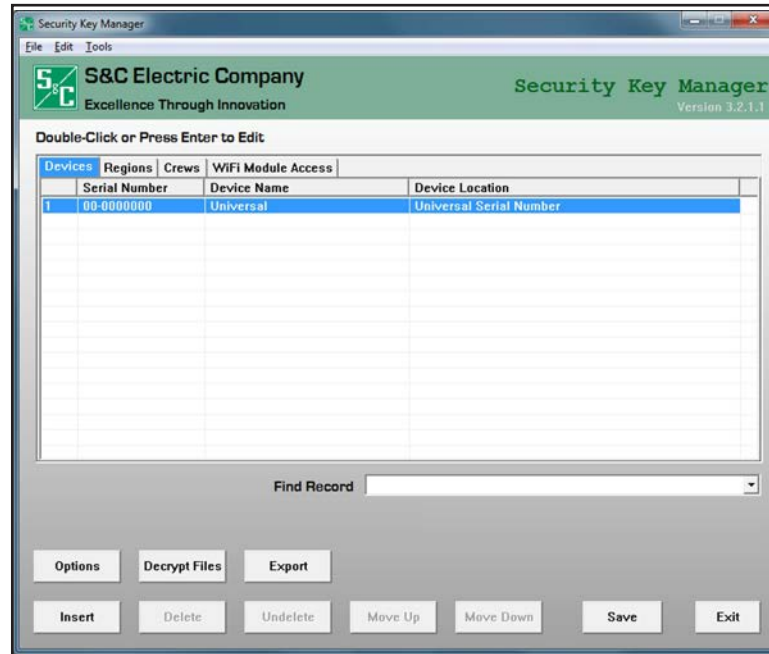 Security Key Manager
File Edit Tools
S&C S&C Electric Company
Excellence Through Innovation
Security Key Manager
Version 3.2.1.1
Double-Click or Press Enter to Edit
Devices Regions Crews WiFi Module Access
Serial Number Device Name Device Location
1 00-0000000 Universal Universal Serial Number
Find Record
Options Decrypt Files Export
Insert Delete Undelete Move Up Move Down Save Exit